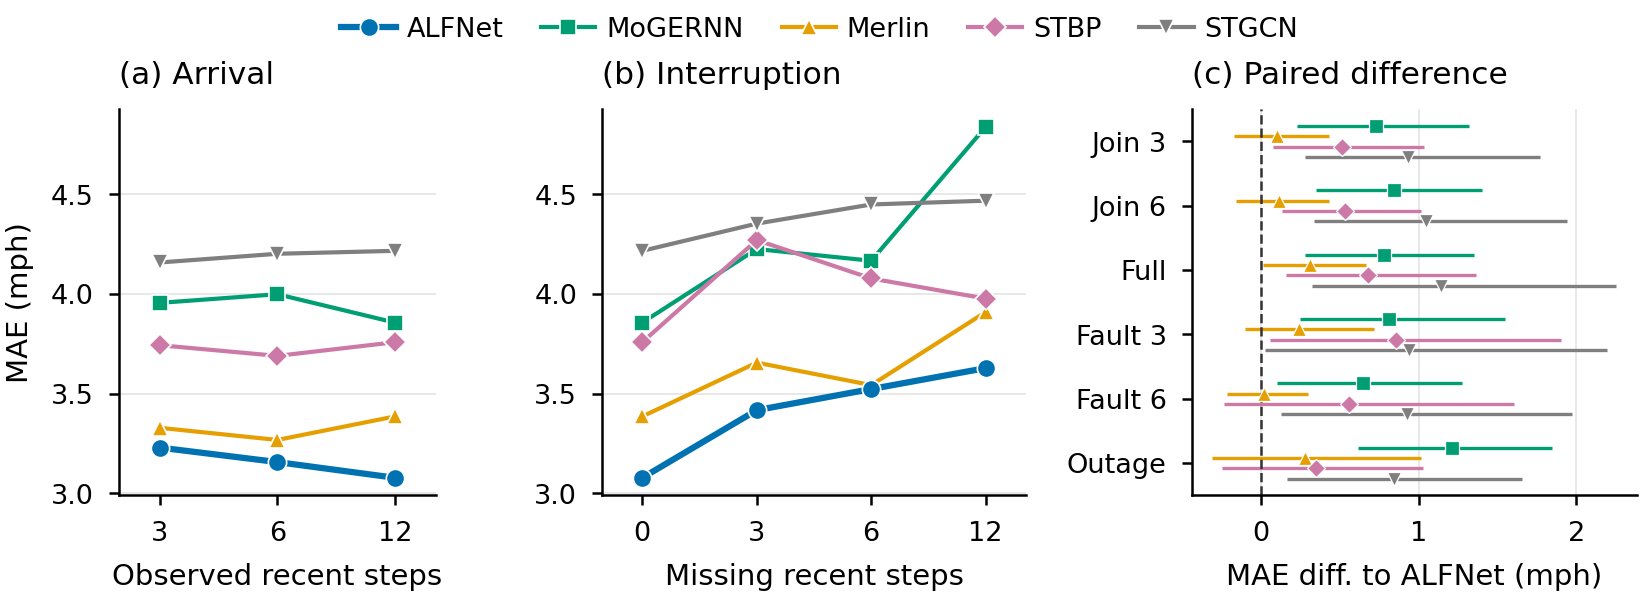 ALFNet MoGERNN Merlin STBP STGCN
(a) Arrival
MAE (mph)
4.5
4.0
3.5
3.0
3 6 12
Observed recent steps
(b) Interruption
4.5
4.0
3.5
3.0
0 3 6 12
Missing recent steps
(c) Paired difference
Join 3
Join 6
Full
Fault 3
Fault 6
Outage
0 1 2
MAE diff. to ALFNet (mph)